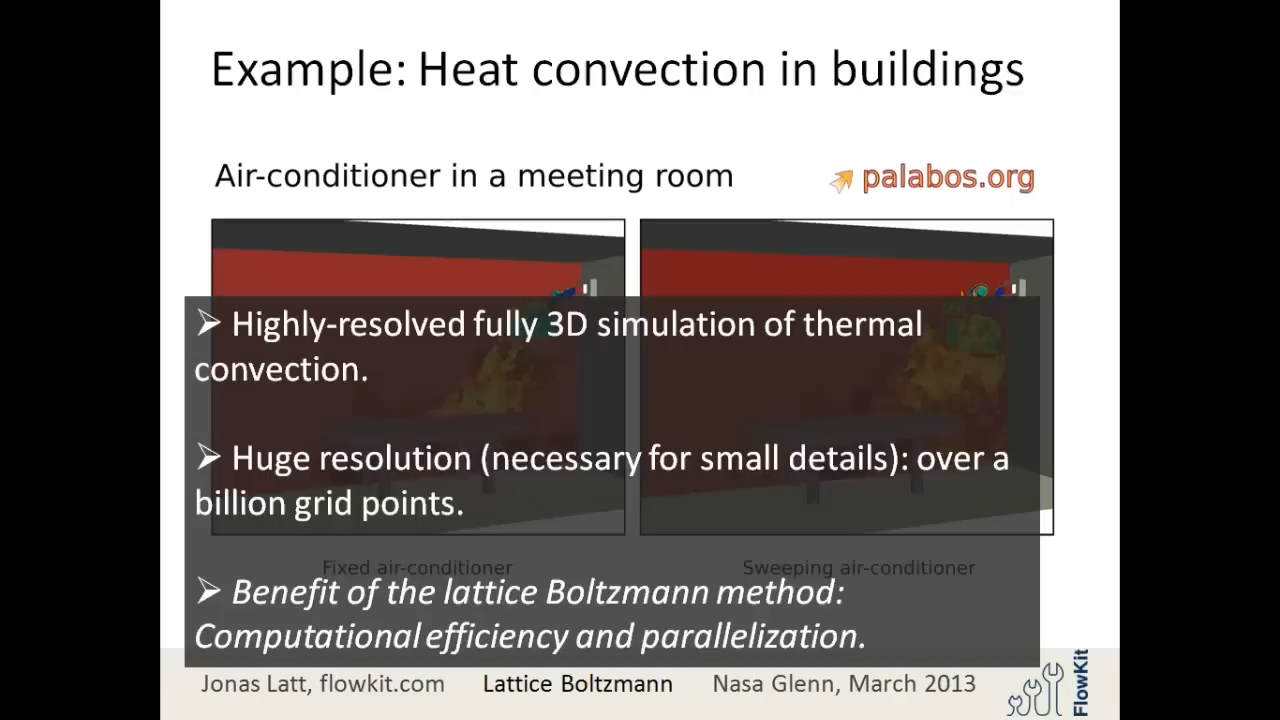 Example: Heat convection in buildings
Air-conditioner in a meeting room
palabos.org
➢ Highly-resolved fully 3D simulation of thermal
convection.
➢ Huge resolution (necessary for small details): over a
billion grid points.
Fixed air-conditioner
Sweeping air-conditioner
➢ Benefit of the lattice Boltzmann method:
Computational efficiency and parallelization.
Jonas Latt, flowkit.com Lattice Boltzmann Nasa Glenn, March 2013
FlowKit